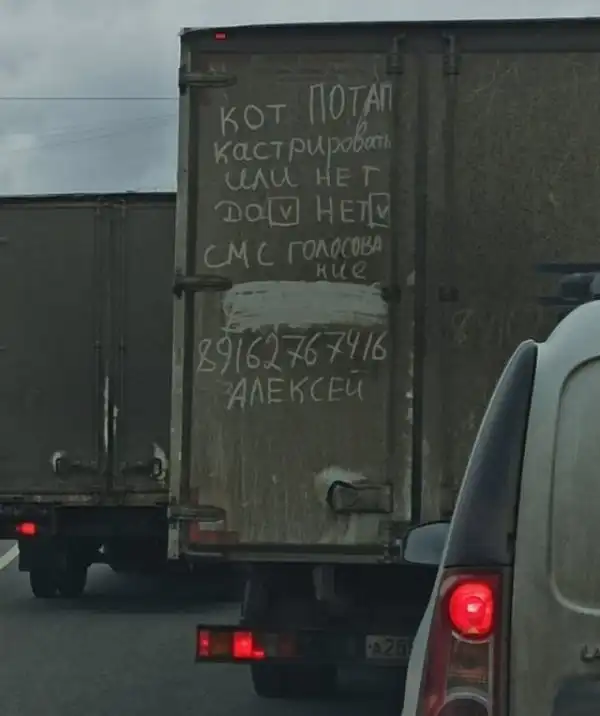 КОТ ПОТАП
кастрировать
или НЕТ
ДА V НЕТ V
СМС голосова
ние
89162767416
АЛЕКСЕЙ